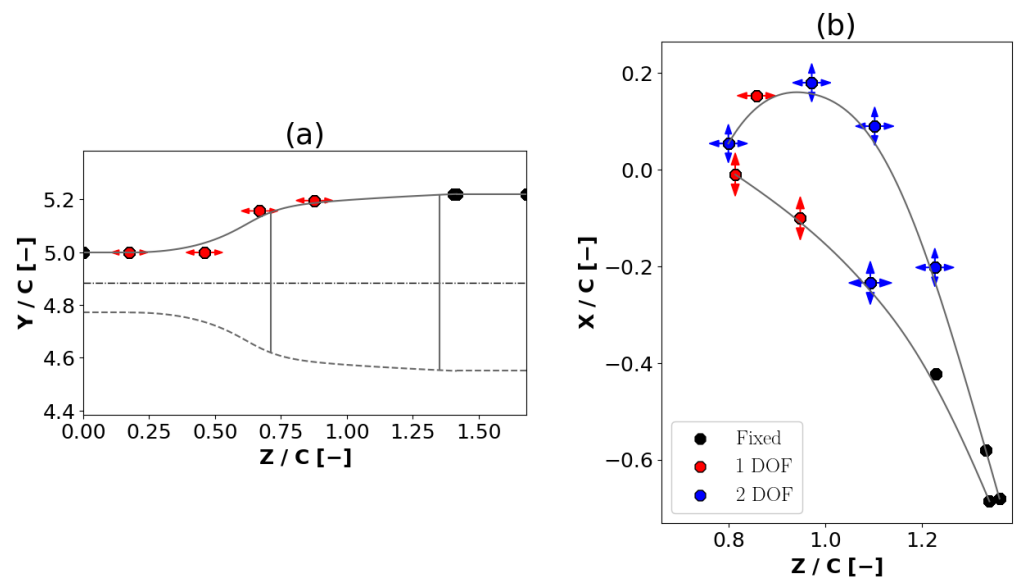 (a)
Y / C [−]
5.2
5.0
4.8
4.6
4.4
0.00 0.25 0.50 0.75 1.00 1.25 1.50
Z / C [−]
(b)
X / C [−]
0.2
0.0
−0.2
−0.4
−0.6
Fixed
1 DOF
2 DOF
0.8 1.0 1.2
Z / C [−]